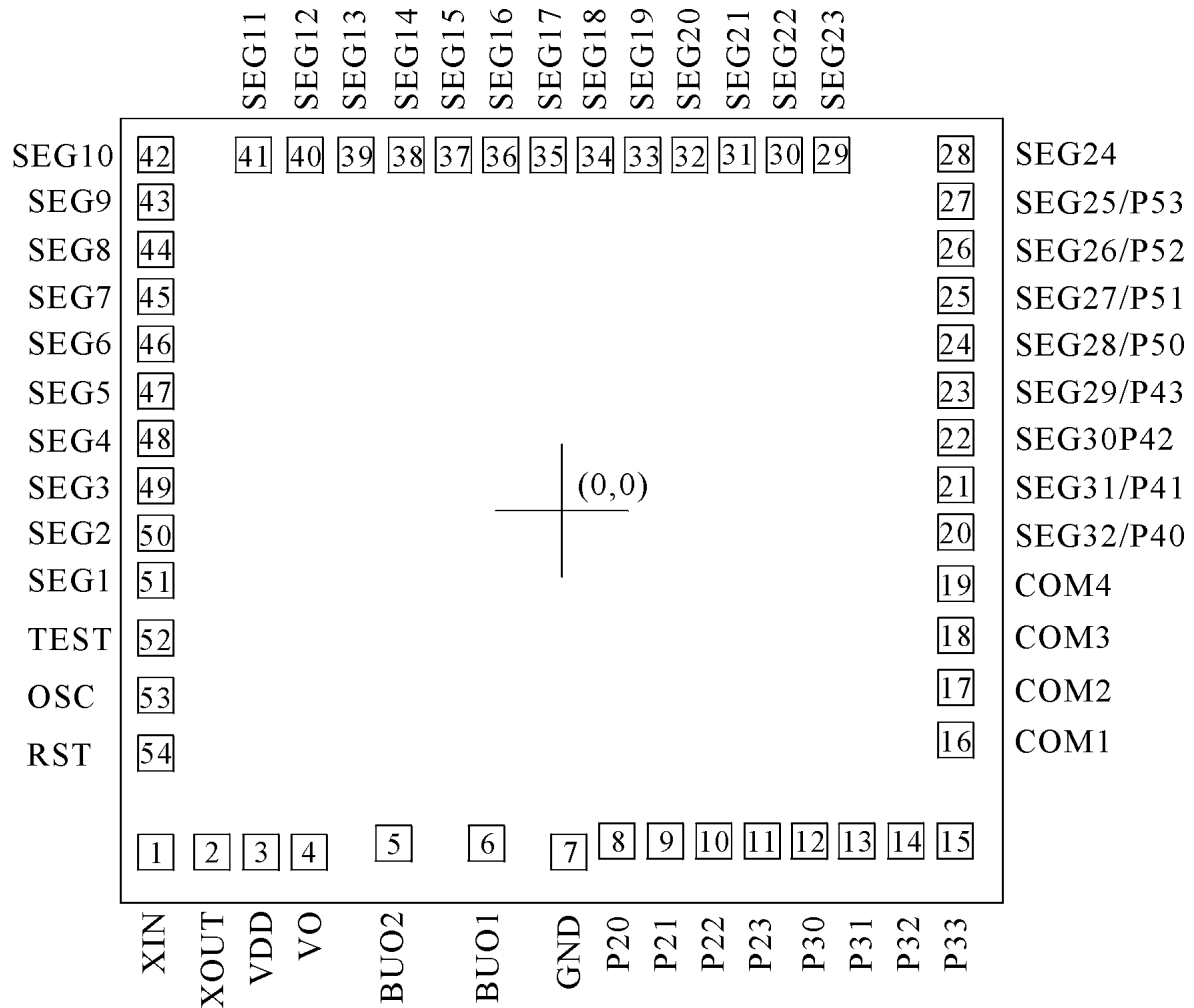 SEG11 SEG12 SEG13 SEG14 SEG15 SEG16 SEG17 SEG18 SEG19 SEG20 SEG21 SEG22 SEG23
SEG10 42 41 40 39 38 37 36 35 34 33 32 31 30 29 28 SEG24
SEG9 43 27 SEG25/P53
SEG8 44 26 SEG26/P52
SEG7 45 25 SEG27/P51
SEG6 46 24 SEG28/P50
SEG5 47 23 SEG29/P43
SEG4 48 22 SEG30P42
SEG3 49 (0,0) 21 SEG31/P41
SEG2 50 20 SEG32/P40
SEG1 51 19 COM4
TEST 52 18 COM3
OSC 53 17 COM2
RST 54 16 COM1
1 2 3 4 5 6 7 8 9 10 11 12 13 14 15
XIN XOUT VDD VO BUO2 BUO1 GND P20 P21 P22 P23 P30 P31 P32 P33